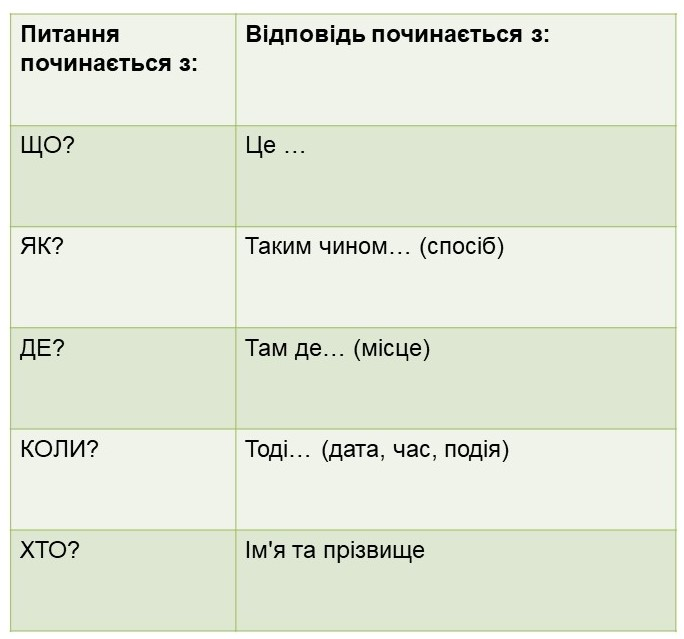 Питання
починається з:
Відповідь починається з:
ЩО?
Це …
ЯК?
Таким чином… (спосіб)
ДЕ?
Там де… (місце)
КОЛИ?
Тоді… (дата, час, подія)
ХТО?
Ім'я та прізвище